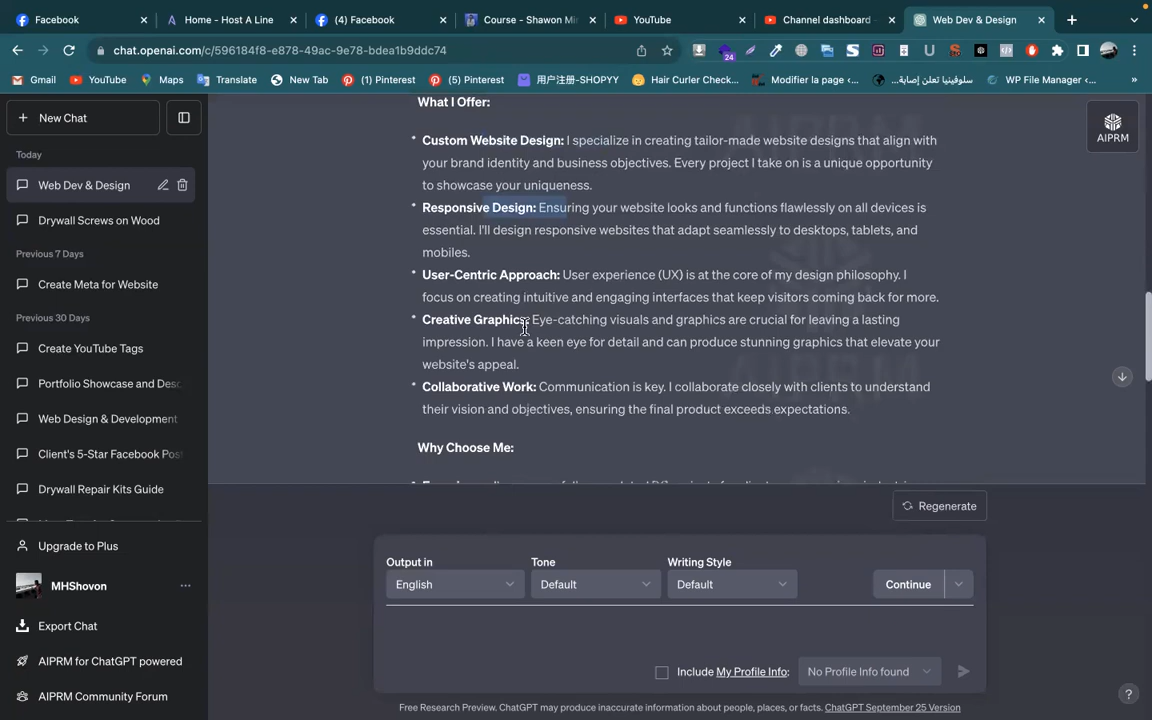 Facebook
Home - Host A Line
(4) Facebook
Course - Shawon Mi
YouTube
Channel dashboard
Web Dev & Design
chat.openai.com/c/596184f8-e878-49ac-9e78-bdea1b9ddc74
24
Gmail
YouTube
Maps
Translate
New Tab
(1) Pinterest
(5) Pinterest
用户注册-SHOPYY
Hair Curler Check...
Modifier la page ‹...
سلوفينيا تعلن إصابة...
WP File Manager ‹...
New Chat
Today
Web Dev & Design
Drywall Screws on Wood
Previous 7 Days
Create Meta for Website
Previous 30 Days
Create YouTube Tags
Portfolio Showcase and Desc
Web Design & Development
Client's 5-Star Facebook Pos
Drywall Repair Kits Guide
Upgrade to Plus
MHShovon
Export Chat
AIPRM for ChatGPT powered
AIPRM Community Forum
AIPRM
What I Offer:
* Custom Website Design: I specialize in creating tailor-made website designs that align with
your brand identity and business objectives. Every project I take on is a unique opportunity
to showcase your uniqueness.
* Responsive Design: Ensuring your website looks and functions flawlessly on all devices is
essential. I'll design responsive websites that adapt seamlessly to desktops, tablets, and
mobiles.
* User-Centric Approach: User experience (UX) is at the core of my design philosophy. I
focus on creating intuitive and engaging interfaces that keep visitors coming back for more.
* Creative Graphics: Eye-catching visuals and graphics are crucial for leaving a lasting
impression. I have a keen eye for detail and can produce stunning graphics that elevate your
website's appeal.
* Collaborative Work: Communication is key. I collaborate closely with clients to understand
their vision and objectives, ensuring the final product exceeds expectations.
Why Choose Me:
Regenerate
Output in
Tone
Writing Style
English
Default
Default
Continue
Include My Profile Info:
No Profile Info found
Free Research Preview. ChatGPT may produce inaccurate information about people, places, or facts. ChatGPT September 25 Version
?